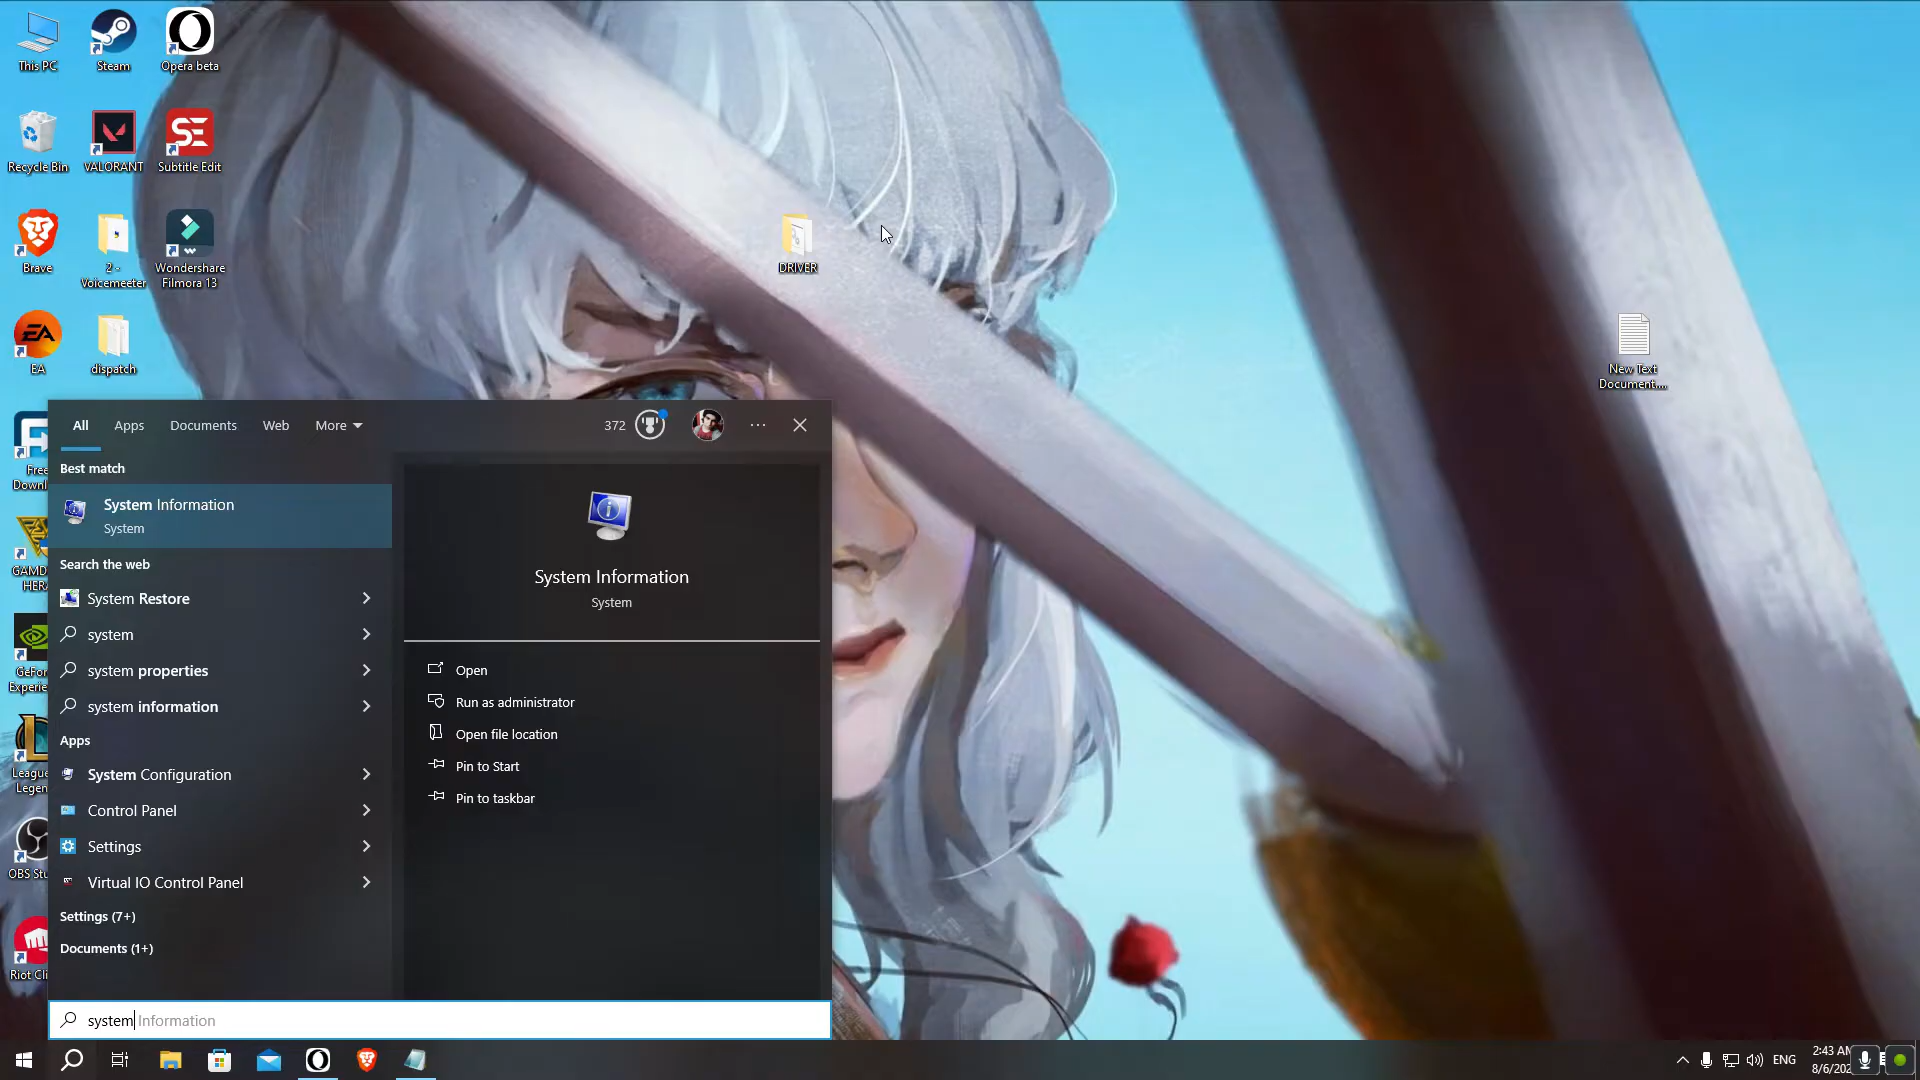 This PC
Steam
Opera beta
Recycle Bin
VALORANT
Subtitle Edit
Brave
2 -
Voicemeeter
Wondershare
Filmora 13
DRIVER
EA
dispatch
New Text
Document....
All
Apps
Documents
Web
More
372
Best match
System Information
System
Search the web
System Restore
system
system properties
system information
Apps
System Configuration
Control Panel
Settings
Virtual IO Control Panel
Settings (7+)
Documents (1+)
System Information
System
Open
Run as administrator
Open file location
Pin to Start
Pin to taskbar
Free
Downl
GAMD
HERA
GeFor
Experie
League
Legen
OBS Stu
Riot Cli
system Information
ENG
2:43 AM
8/6/202